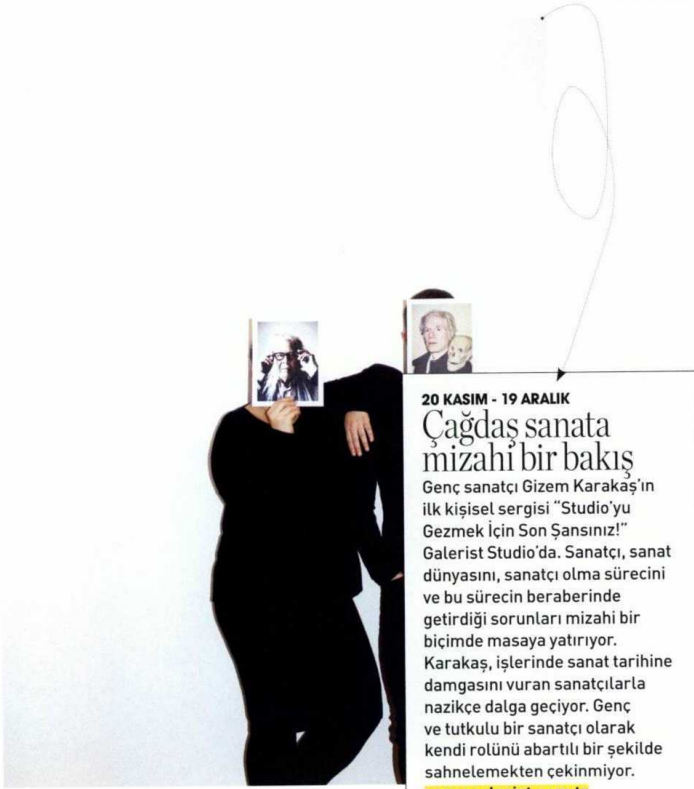 20 KASIM - 19 ARALIK
Çağdaş sanata
mizahi bir bakış
Genç sanatçı Gizem Karakaş’ın
ilk kişisel sergisi “Studio’yu
Gezmek İçin Son Şansınız!”
Galerist Studio’da. Sanatçı, sanat
dünyasını, sanatçı olma sürecini
ve bu sürecin beraberinde
getirdiği sorunları mizahi bir
biçimde masaya yatırıyor.
Karakaş, işlerinde sanat tarihine
damgasını vuran sanatçılarla
nazikçe dalga geçiyor. Genç
ve tutkulu bir sanatçı olarak
kendi rolünü abartılı bir şekilde
sahnelemekten çekinmiyor.